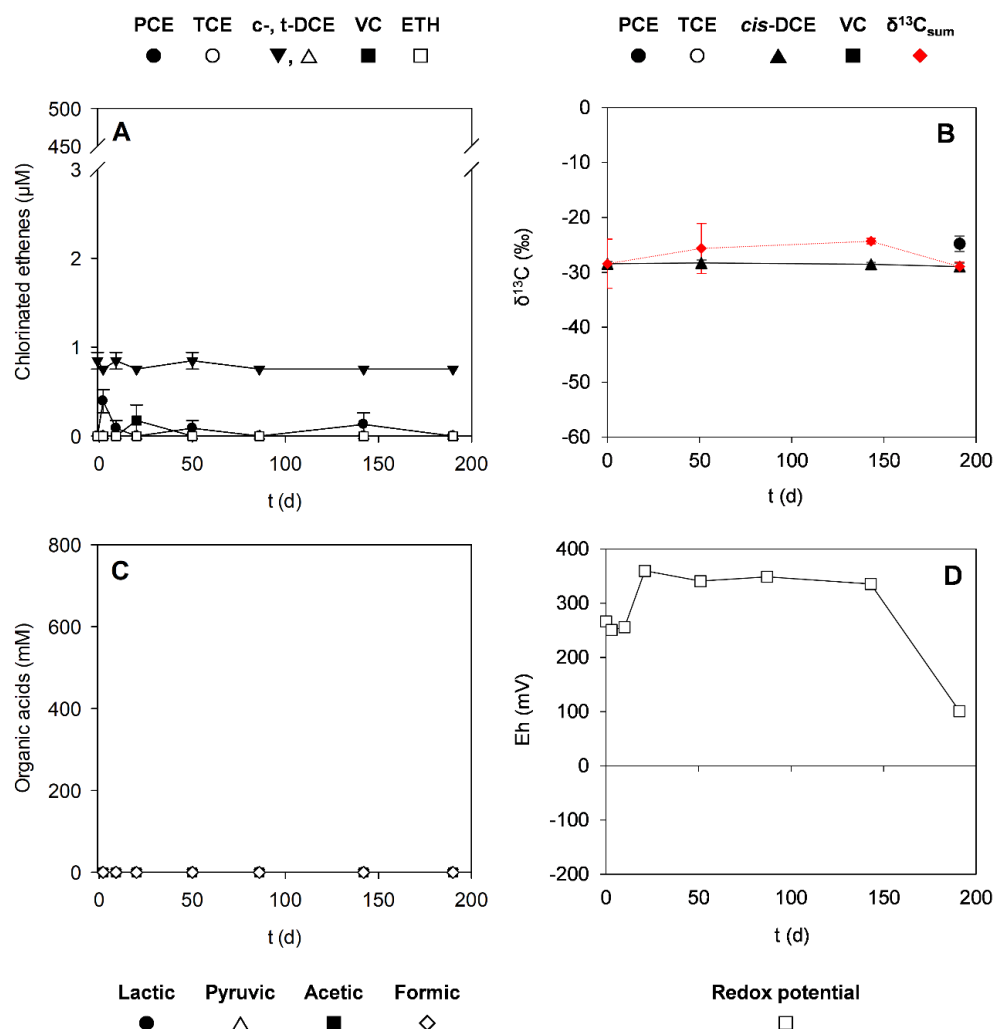 PCE TCE c-, t-DCE VC ETH
,
PCE TCE cis-DCE VC δ¹³Csum
A
500
450
3
2
1
0
Chlorinated ethenes (µM)
0 50 100 150 200
t (d)
B
0
-10
-20
-30
-40
-50
-60
δ¹³C (‰)
0 50 100 150 200
t (d)
C
800
600
400
200
0
Organic acids (mM)
0 50 100 150 200
t (d)
D
400
300
200
100
0
-100
-200
Eh (mV)
0 50 100 150 200
t (d)
Lactic Pyruvic Acetic Formic
Redox potential